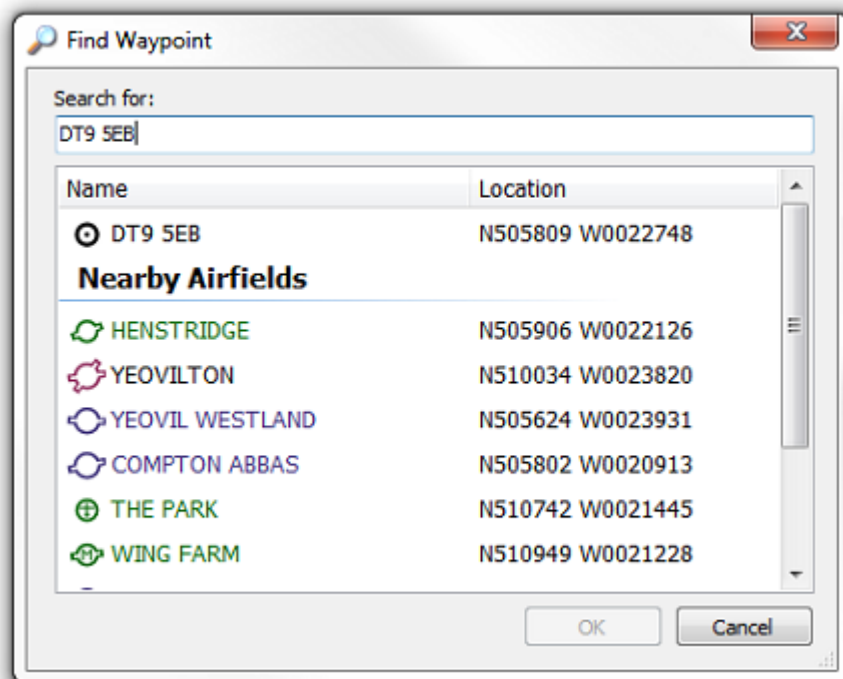 Find Waypoint
Search for:
DT9 5EB
Name Location
DT9 5EB N505809 W0022748
Nearby Airfields
HENSTRIDGE N505906 W0022126
YEOVILTON N510034 W0023820
YEOVIL WESTLAND N505624 W0023931
COMPTON ABBAS N505802 W0020913
THE PARK N510742 W0021445
M WING FARM N510949 W0021228
OK Cancel